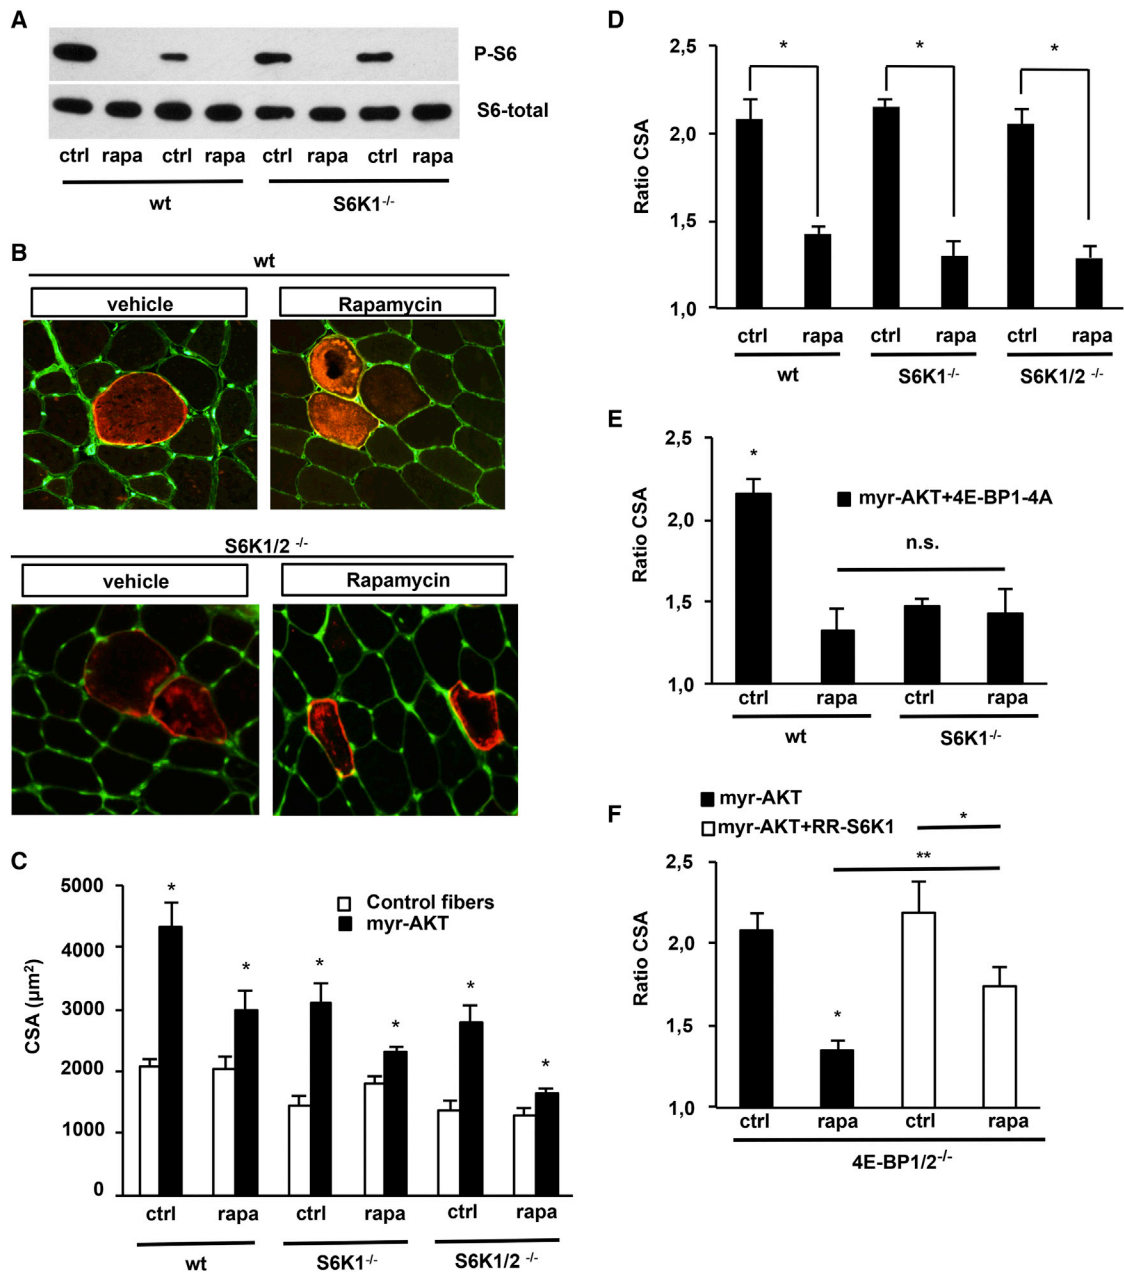 A
P-S6
S6-total
ctrl rapa ctrl rapa ctrl rapa ctrl rapa
wt S6K1-/-
B
wt
vehicle Rapamycin
S6K1/2 -/-
vehicle Rapamycin
C
5000
4000
3000
2000
1000
0
CSA (µm²)
Control fibers
myr-AKT
* * * * * *
ctrl rapa ctrl rapa ctrl rapa
wt S6K1-/- S6K1/2 -/-
D
2,5
2,0
1,5
1,0
Ratio CSA
* * *
ctrl rapa ctrl rapa ctrl rapa
wt S6K1-/- S6K1/2 -/-
E
2,5
2,0
1,5
1,0
Ratio CSA
*
myr-AKT+4E-BP1-4A
n.s.
ctrl rapa ctrl rapa
wt S6K1-/-
F
myr-AKT
myr-AKT+RR-S6K1
*
**
*
2,5
2,0
1,5
1,0
Ratio CSA
ctrl rapa ctrl rapa
4E-BP1/2-/-